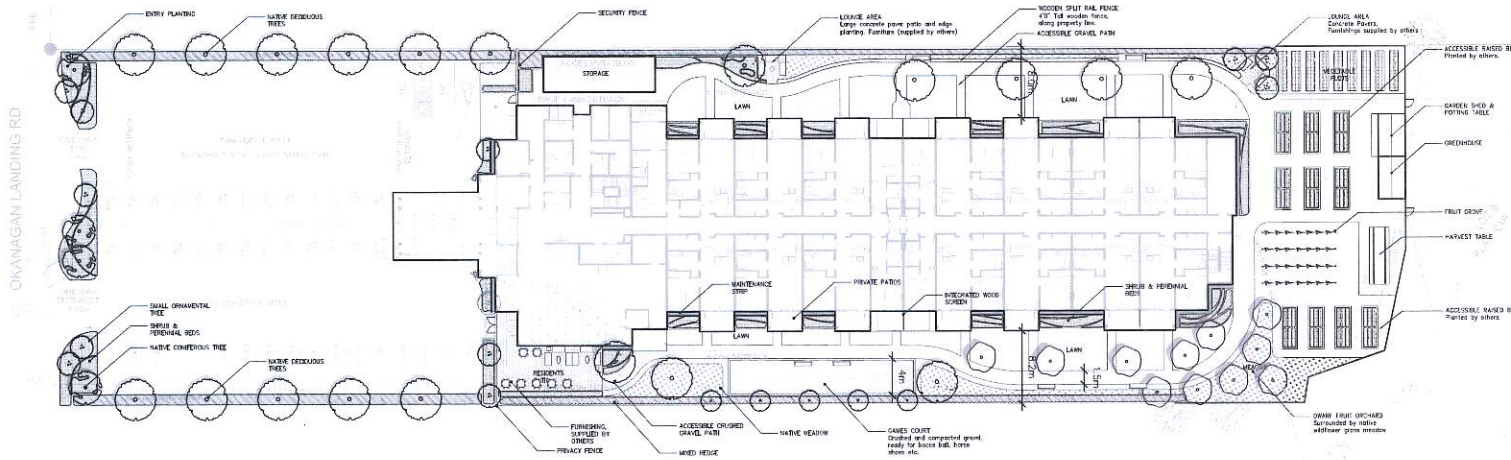 ENTRY PLANTING
NATIVE DECIDUOUS
TREES
SECURITY FENCE
LOUNGE AREA
Large concrete paver patio and edge
planting. Furniture (supplied by others)
WOODEN SPLIT RAIL FENCE
4'0" Tall wooden fence,
along property line.
ACCESSIBLE GRAVEL PATH
LOUNGE AREA
Concrete Pavers.
Furnishings supplied by others
ACCESSIBLE RAISED B
Planted by others.
STORAGE
VEGETABLE
PLOTS
LAWN
8.0m
LAWN
GARDEN SHED &
POTTING TABLE
GREENHOUSE
OKANAGAN LANDING RD
FRUIT GROVE
HARVEST TABLE
MAINTENANCE
STRIP
PRIVATE PATIOS
INTEGRATED WOOD
SCREEN
SHRUB & PERENNIAL
BEDS
SMALL ORNAMENTAL
TREE
SHRUB &
PERENNIAL BEDS
NATIVE CONIFEROUS TREE
ACCESSIBLE RAISED B
Planted by others.
LAWN
LAWN
8.2m
1.5m
4m
NATIVE DECIDUOUS
TREES
RESIDENTS
FURNISHING,
SUPPLIED BY
OTHERS
PRIVACY FENCE
ACCESSIBLE CRUSHED
GRAVEL PATH
MIXED HEDGE
NATIVE MEADOW
GAMES COURT
Crushed and compacted gravel,
ready for bocce ball, horse
shoes etc.
DWARF FRUIT ORCHARD
Surrounded by native
wildflower grass meadow